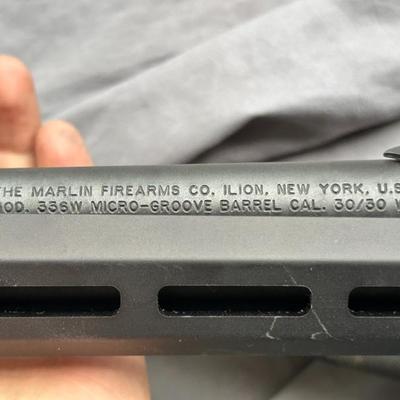 THE MARLIN FIREARMS CO. ILION, NEW YORK, U.S
MOD. 336W MICRO-GROOVE BARREL CAL. 30/30 W